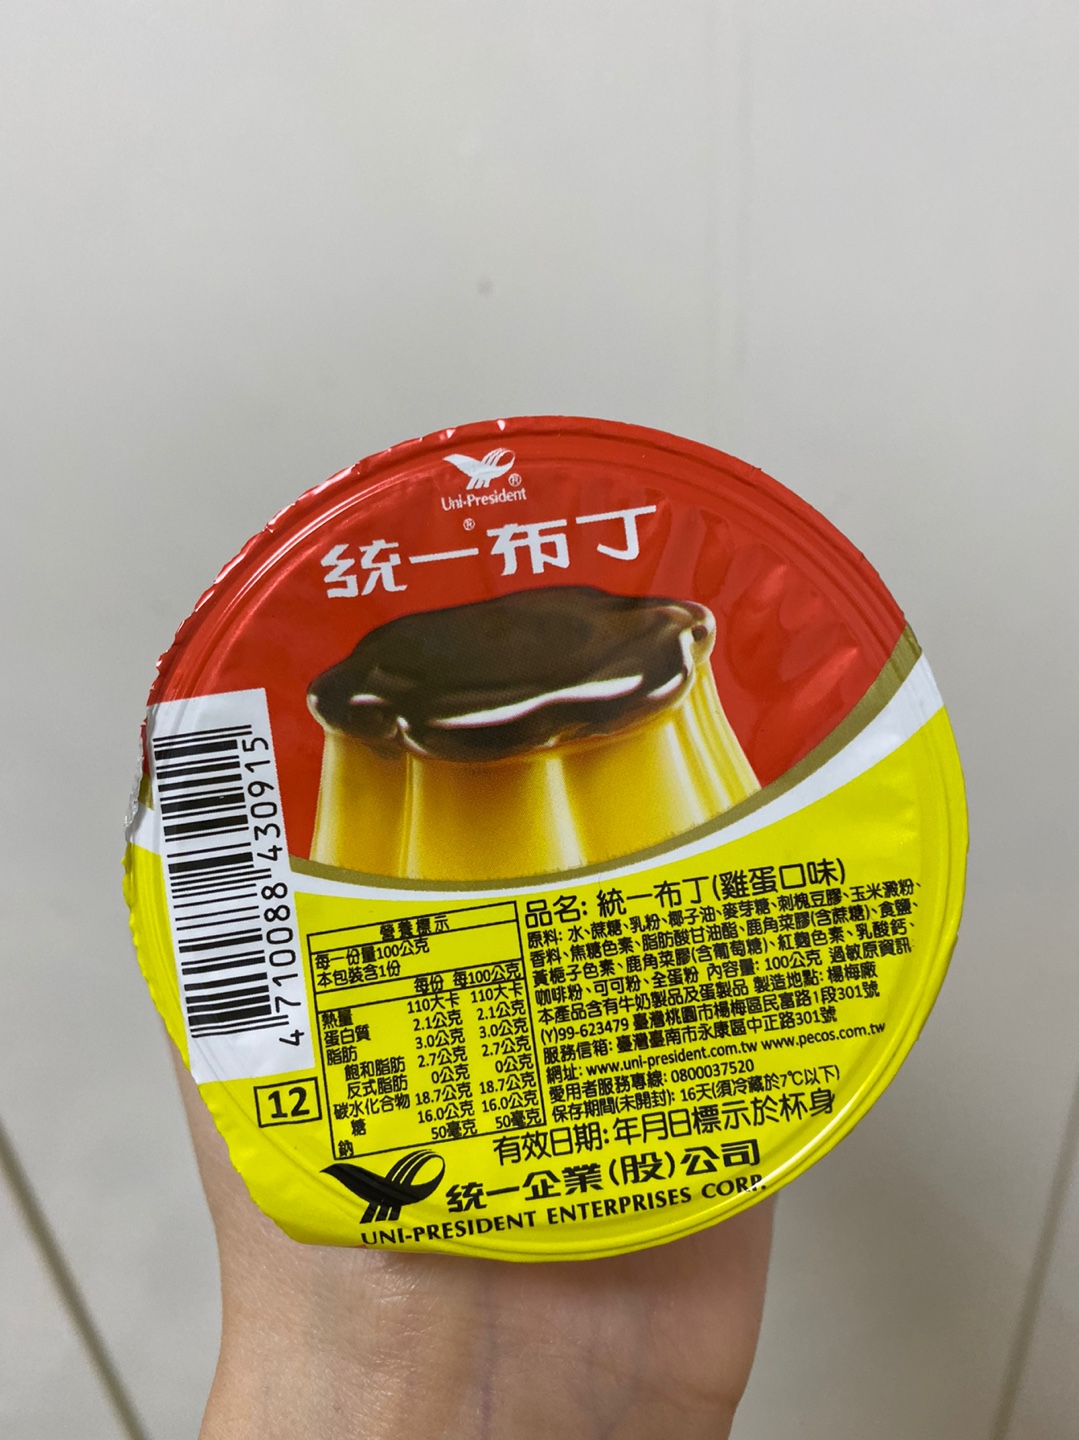 Uni-President®
®
統一布丁
4710088430915
品名: 統一布丁(雞蛋口味)
原料: 水、蔗糖、乳粉、椰子油、麥芽糖、刺槐豆膠、玉米澱粉、
香料、焦糖色素、脂肪酸甘油酯、鹿角菜膠(含蔗糖)、食鹽、
黃梔子色素、鹿角菜膠(含葡萄糖)、紅麴色素、乳酸鈣、
咖啡粉、可可粉、全蛋粉 內容量: 100公克 過敏原資訊:
本產品含有牛奶製品及蛋製品 製造地點: 楊梅廠
(Y)99-623479 臺灣桃園市楊梅區民富路1段301號
服務信箱: 臺灣臺南市永康區中正路301號
網址: www.uni-president.com.tw www.pecos.com.tw
愛用者服務專線: 0800037520
保存期間(未開封): 16天(須冷藏於7℃以下)
有效日期: 年月日標示於杯身
營養標示
每一份量100公克
本包裝含1份
每份 每100公克
熱量 110大卡 110大卡
蛋白質 2.1公克 2.1公克
脂肪 3.0公克 3.0公克
飽和脂肪 2.7公克 2.7公克
反式脂肪 0公克 0公克
碳水化合物 18.7公克 18.7公克
糖 16.0公克 16.0公克
鈉 50毫克 50毫克
12
統一企業(股)公司
UNI-PRESIDENT ENTERPRISES CORP.